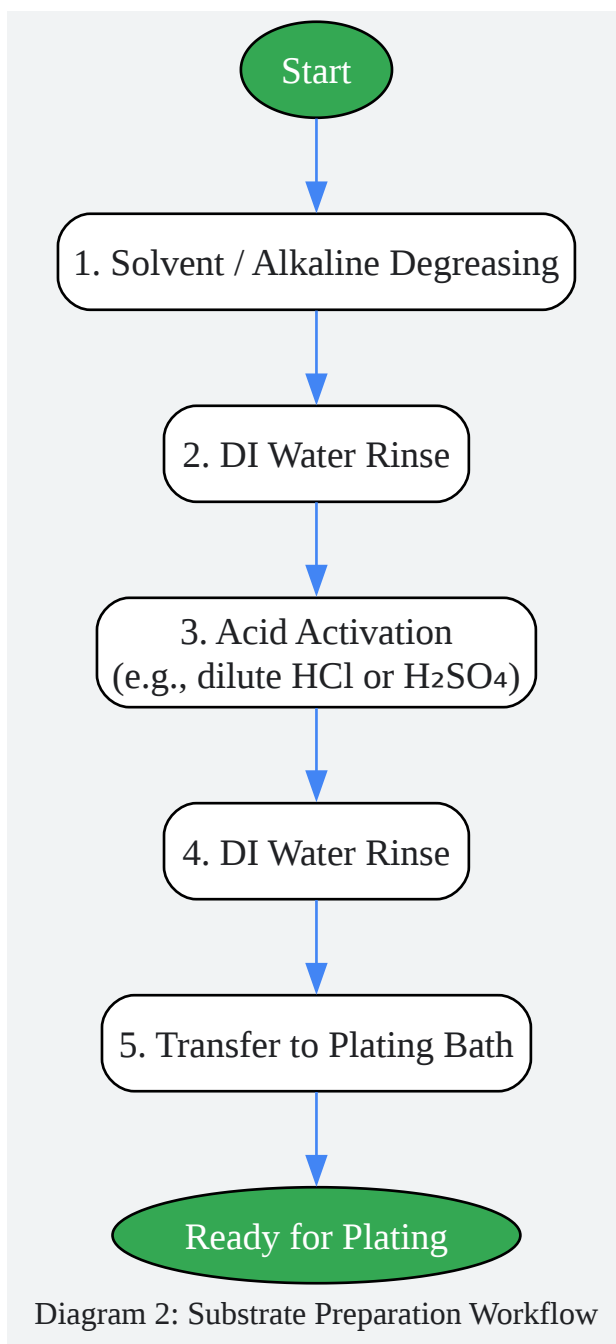 Start
1. Solvent / Alkaline Degreasing
2. DI Water Rinse
3. Acid Activation
(e.g., dilute HCl or H₂SO₄)
4. DI Water Rinse
5. Transfer to Plating Bath
Ready for Plating
Diagram 2: Substrate Preparation Workflow